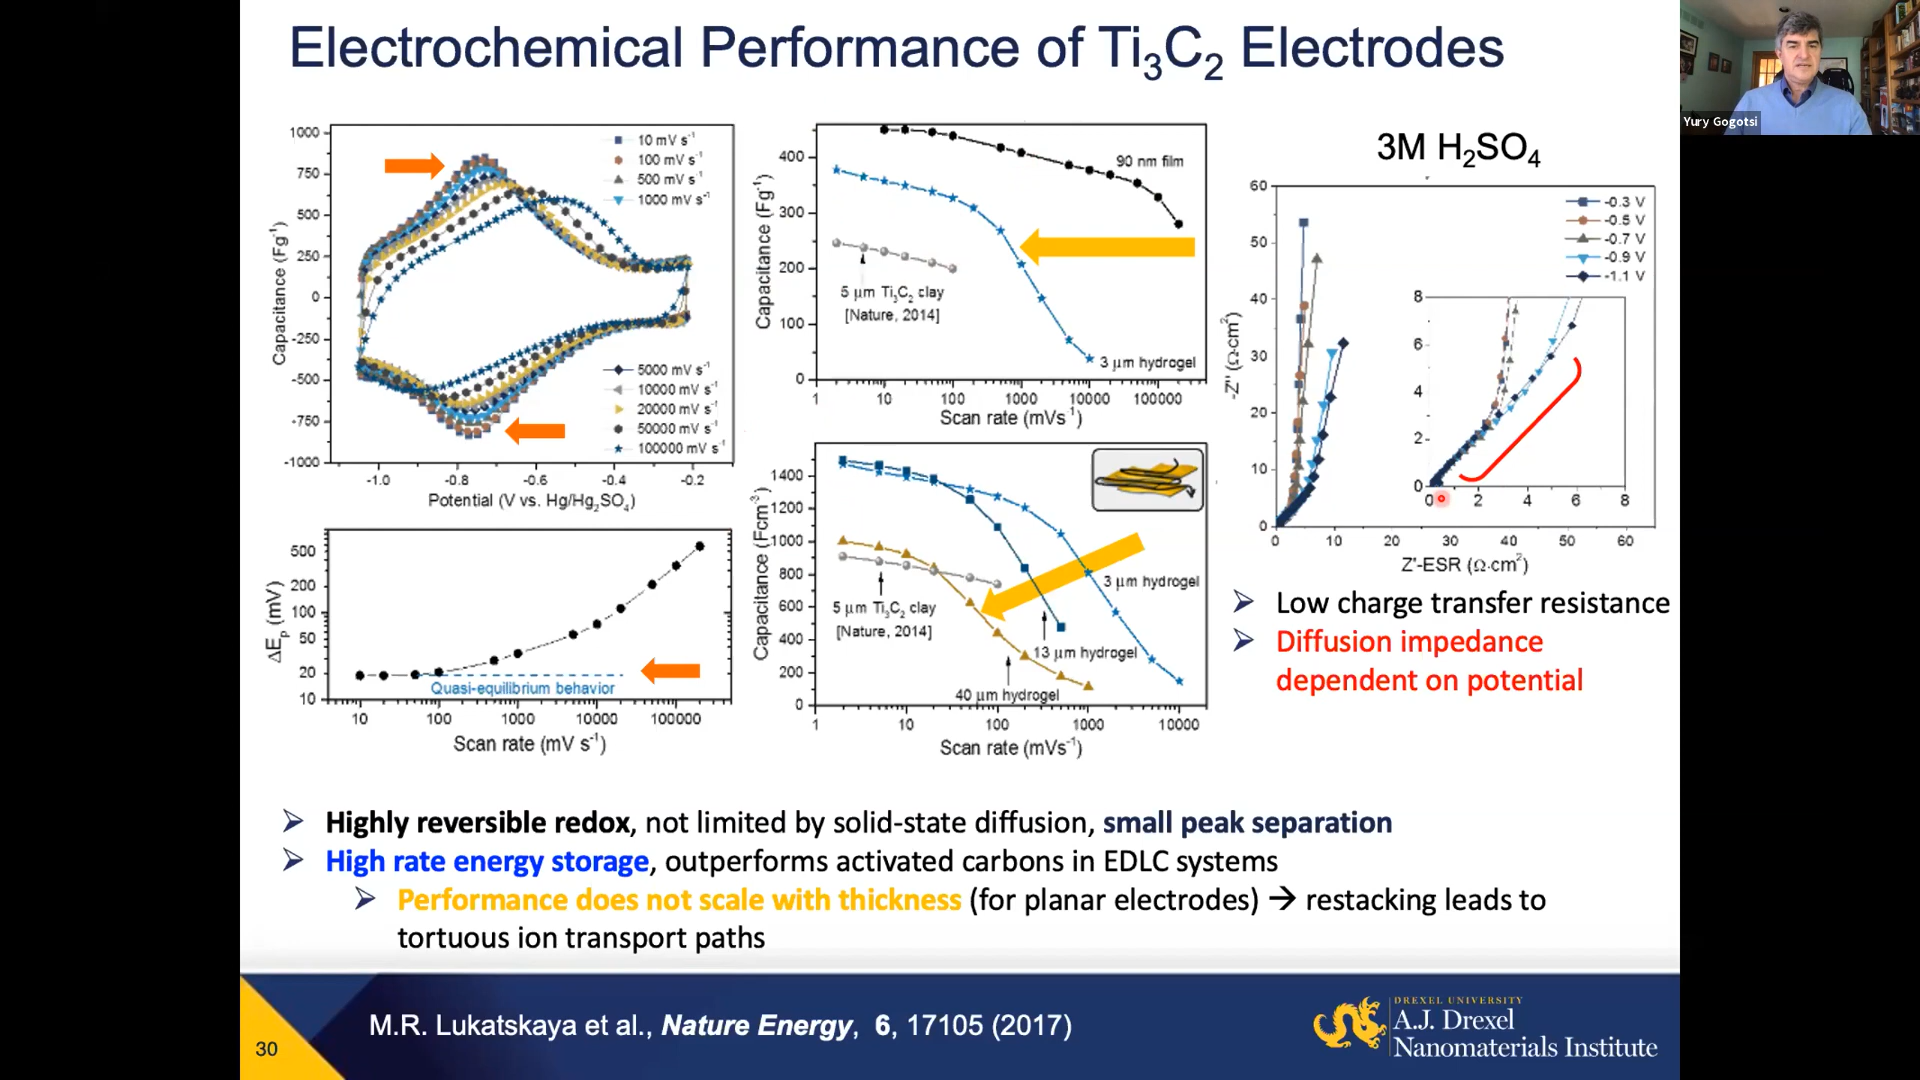 Electrochemical Performance of Ti3C2 Electrodes
Yury Gogotsi
1000
750
500
250
0
-250
-500
-750
-1000
Capacitance (Fg-1)
10 mV s-1
100 mV s-1
500 mV s-1
1000 mV s-1
5000 mV s-1
10000 mV s-1
20000 mV s-1
50000 mV s-1
100000 mV s-1
-1.0 -0.8 -0.6 -0.4 -0.2
Potential (V vs. Hg/Hg2SO4)
500
200
100
50
20
10
ΔEp (mV)
Quasi-equilibrium behavior
10 100 1000 10000 100000
Scan rate (mV s-1)
400
300
200
100
0
Capacitance (Fg-1)
90 nm film
5 μm Ti3C2 clay
[Nature, 2014]
3 μm hydrogel
10 100 1000 10000 100000
Scan rate (mVs-1)
1400
1200
1000
800
600
400
200
0
Capacitance (Fcm-3)
5 μm Ti3C2 clay
[Nature, 2014]
3 μm hydrogel
13 μm hydrogel
40 μm hydrogel
1 10 100 1000 10000
Scan rate (mVs-1)
3M H2SO4
60
50
40
30
20
10
0
-Z'' (Ω·cm2)
-0.3 V
-0.5 V
-0.7 V
-0.9 V
-1.1 V
8
6
4
2
0
0 2 4 6 8
0 10 20 30 40 50 60
Z'-ESR (Ω·cm2)
Low charge transfer resistance
Diffusion impedance
dependent on potential
Highly reversible redox, not limited by solid-state diffusion, small peak separation
High rate energy storage, outperforms activated carbons in EDLC systems
Performance does not scale with thickness (for planar electrodes) → restacking leads to
tortuous ion transport paths
30
M.R. Lukatskaya et al., Nature Energy, 6, 17105 (2017)
DREXEL UNIVERSITY
A.J. Drexel
Nanomaterials Institute